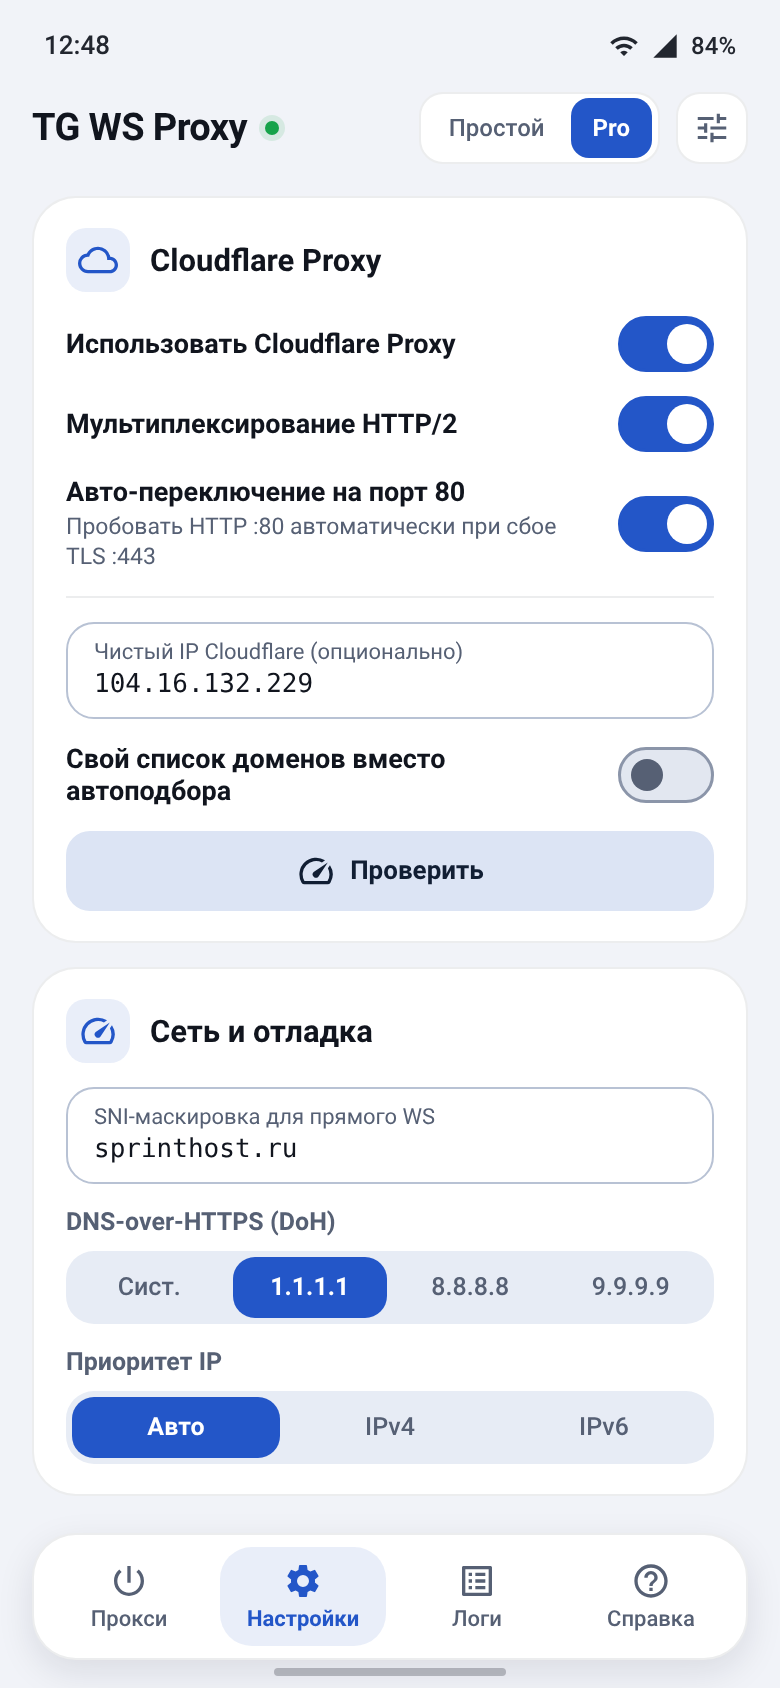 12:48
84%
TG WS Proxy
Простой
Pro
Cloudflare Proxy
Использовать Cloudflare Proxy
Мультиплексирование HTTP/2
Авто-переключение на порт 80
Пробовать HTTP :80 автоматически при сбое
TLS :443
Чистый IP Cloudflare (опционально)
104.16.132.229
Свой список доменов вместо
автоподбора
Проверить
Сеть и отладка
SNI-маскировка для прямого WS
sprinthost.ru
DNS-over-HTTPS (DoH)
Сист.
1.1.1.1
8.8.8.8
9.9.9.9
Приоритет IP
Авто
IPv4
IPv6
Прокси
Настройки
Логи
Справка